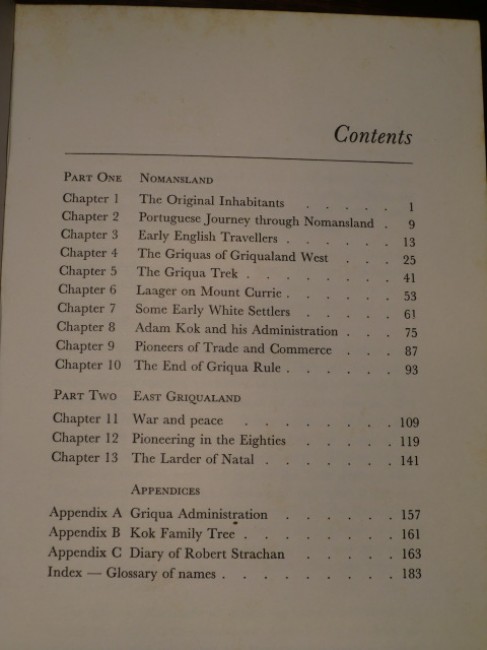 Contents
PART ONE NOMANSLAND
Chapter 1 The Original Inhabitants . . . . . 1
Chapter 2 Portuguese Journey through Nomansland . 9
Chapter 3 Early English Travellers . . . . . . 13
Chapter 4 The Griquas of Griqualand West . . . 25
Chapter 5 The Griqua Trek . . . . . . . 41
Chapter 6 Laager on Mount Currie . . . . . . 53
Chapter 7 Some Early White Settlers . . . . . 61
Chapter 8 Adam Kok and his Administration . . . 75
Chapter 9 Pioneers of Trade and Commerce . . . 87
Chapter 10 The End of Griqua Rule . . . . . . 93
PART TWO EAST GRIQUALAND
Chapter 11 War and peace . . . . . . . 109
Chapter 12 Pioneering in the Eighties . . . . . 119
Chapter 13 The Larder of Natal . . . . . . . 141
APPENDICES
Appendix A Griqua Administration . . . . . . 157
Appendix B Kok Family Tree . . . . . . . . 161
Appendix C Diary of Robert Strachan . . . . . 163
Index — Glossary of names . . . . . . . . 183